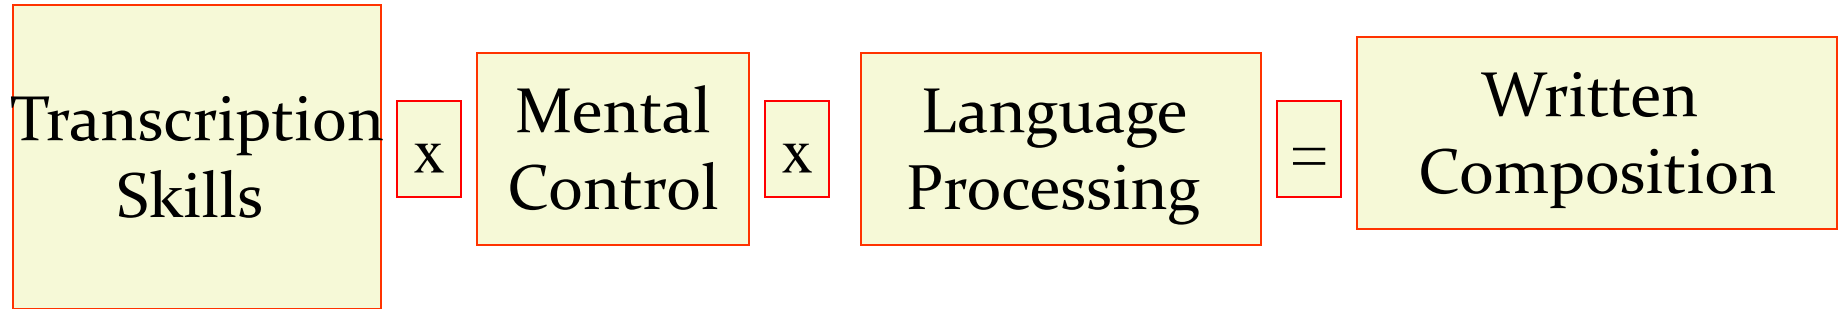 Transcription
Skills
x
Mental
Control
x
Language
Processing
=
Written
Composition